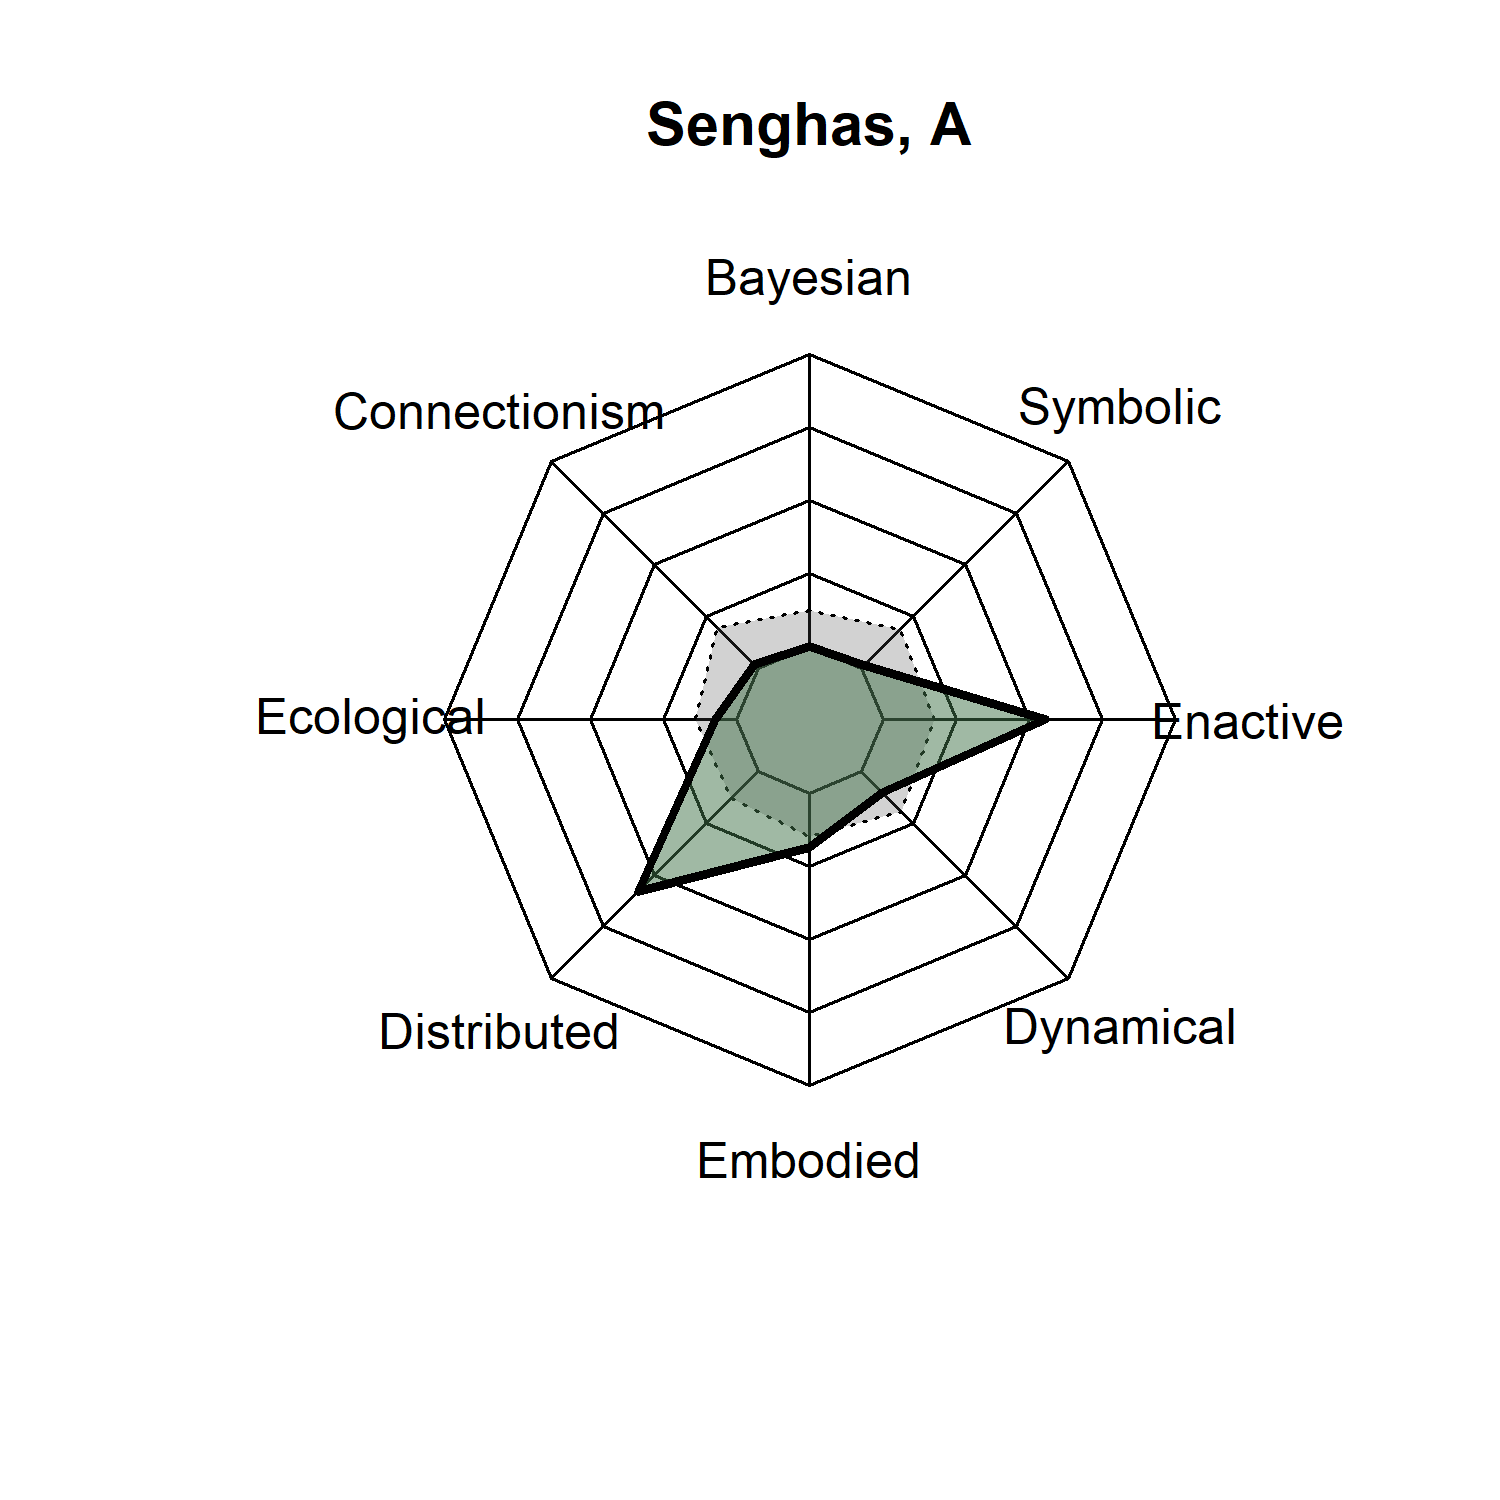 Senghas, A
Bayesian
Connectionism
Symbolic
Ecological
Enactive
Distributed
Dynamical
Embodied